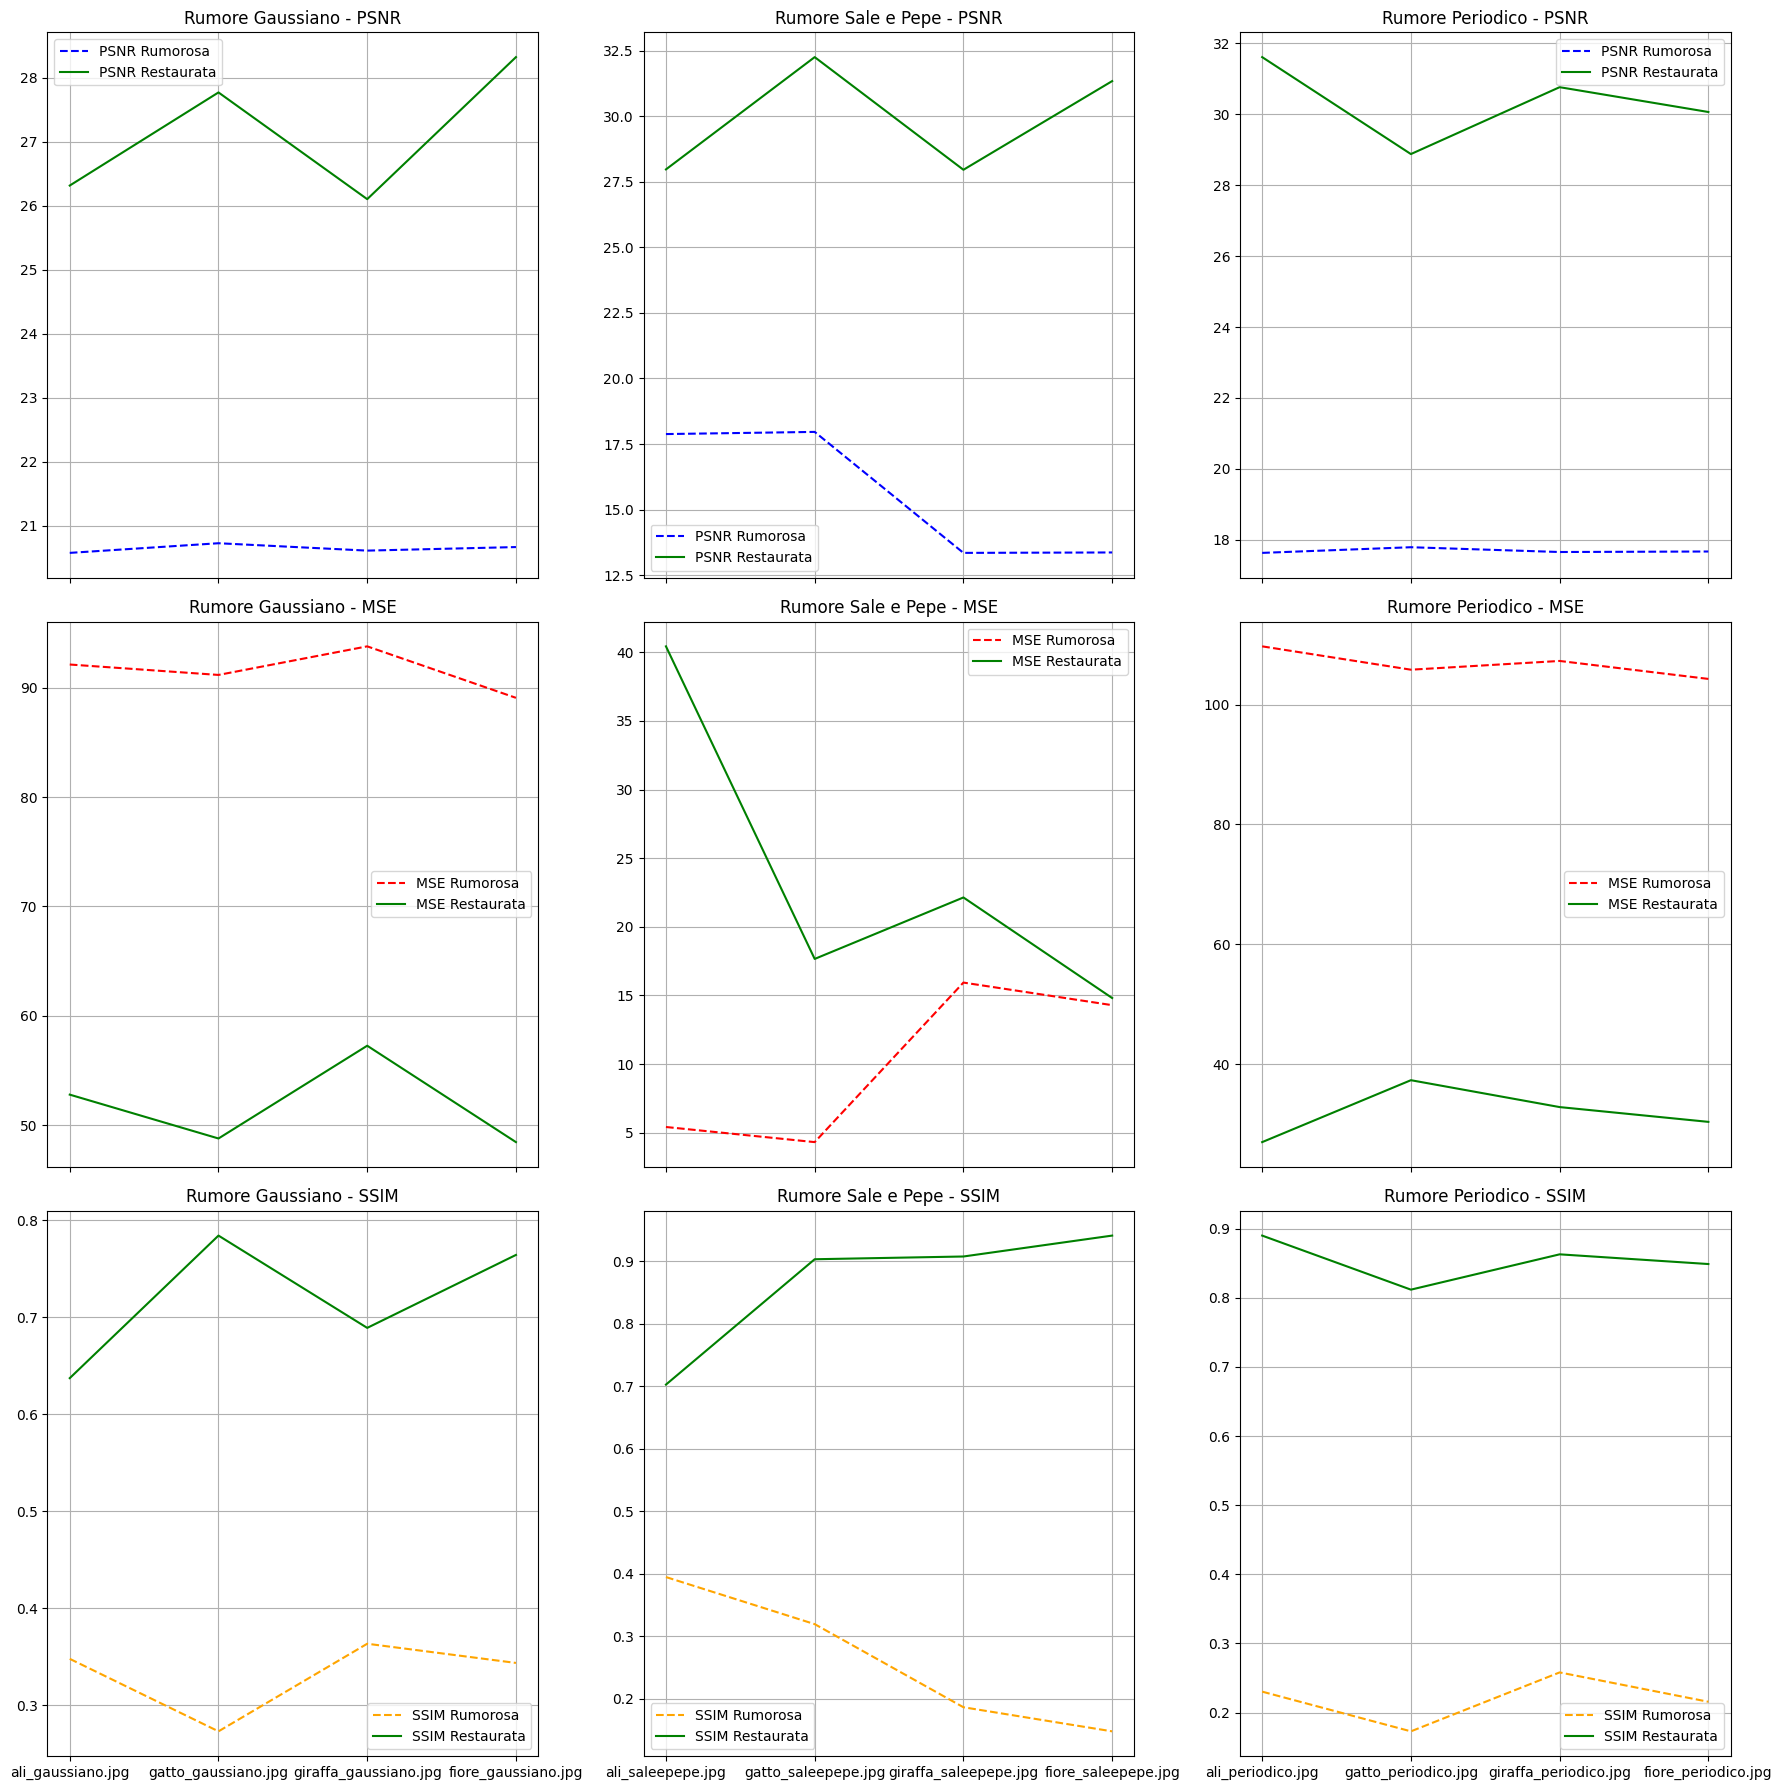 Rumore Gaussiano - PSNR
PSNR Rumorosa
PSNR Restaurata
28
27
26
25
24
23
22
21
Rumore Sale e Pepe - PSNR
32.5
30.0
27.5
25.0
22.5
20.0
17.5
15.0
12.5
PSNR Rumorosa
PSNR Restaurata
Rumore Periodico - PSNR
PSNR Rumorosa
PSNR Restaurata
32
30
28
26
24
22
20
18
Rumore Gaussiano - MSE
90
80
70
60
50
MSE Rumorosa
MSE Restaurata
Rumore Sale e Pepe - MSE
MSE Rumorosa
MSE Restaurata
40
35
30
25
20
15
10
5
Rumore Periodico - MSE
100
80
60
40
MSE Rumorosa
MSE Restaurata
Rumore Gaussiano - SSIM
0.8
0.7
0.6
0.5
0.4
0.3
SSIM Rumorosa
SSIM Restaurata
ali_gaussiano.jpg
gatto_gaussiano.jpg
giraffa_gaussiano.jpg
fiore_gaussiano.jpg
Rumore Sale e Pepe - SSIM
0.9
0.8
0.7
0.6
0.5
0.4
0.3
0.2
SSIM Rumorosa
SSIM Restaurata
ali_saleepepe.jpg
gatto_saleepepe.jpg
giraffa_saleepepe.jpg
fiore_saleepepe.jpg
Rumore Periodico - SSIM
0.9
0.8
0.7
0.6
0.5
0.4
0.3
0.2
SSIM Rumorosa
SSIM Restaurata
ali_periodico.jpg
gatto_periodico.jpg
giraffa_periodico.jpg
fiore_periodico.jpg